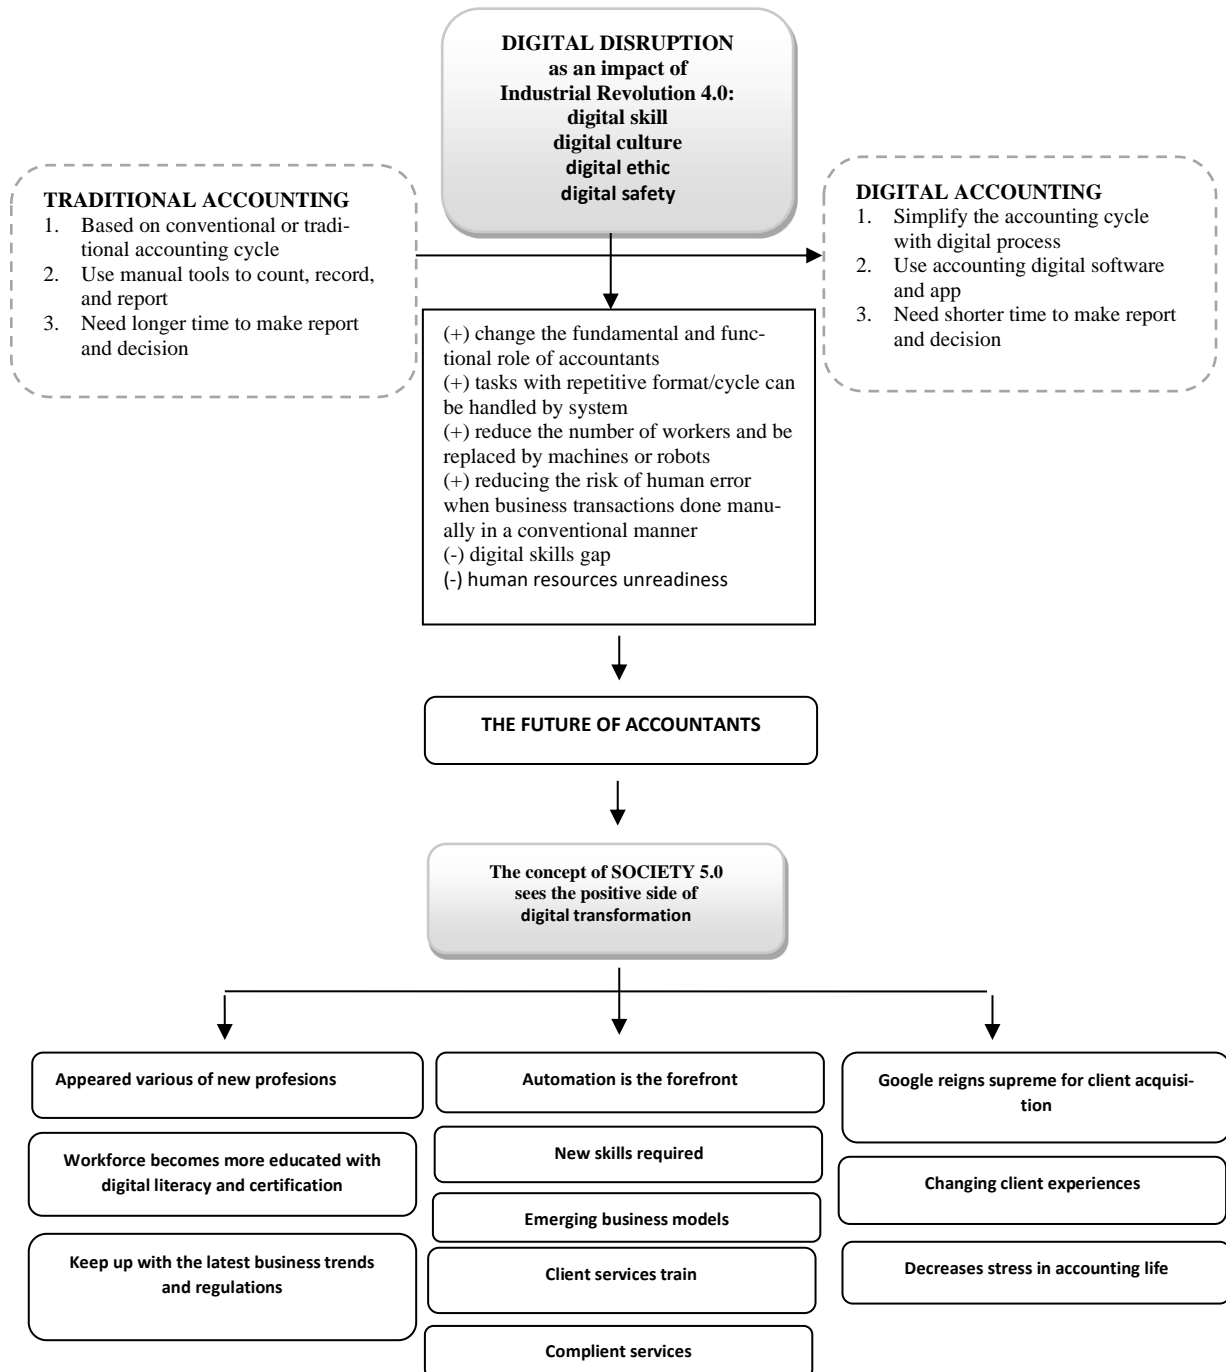 DIGITAL DISRUPTION
as an impact of
Industrial Revolution 4.0:
digital skill
digital culture
digital ethic
digital safety
TRADITIONAL ACCOUNTING
1. Based on conventional or tradi-
tional accounting cycle
2. Use manual tools to count, record,
and report
3. Need longer time to make report
and decision
DIGITAL ACCOUNTING
1. Simplify the accounting cycle
with digital process
2. Use accounting digital software
and app
3. Need shorter time to make report
and decision
(+) change the fundamental and func-
tional role of accountants
(+) tasks with repetitive format/cycle can
be handled by system
(+) reduce the number of workers and be
replaced by machines or robots
(+) reducing the risk of human error
when business transactions done manu-
ally in a conventional manner
(-) digital skills gap
(-) human resources unreadiness
THE FUTURE OF ACCOUNTANTS
The concept of SOCIETY 5.0
sees the positive side of
digital transformation
Appeared various of new profesions
Workforce becomes more educated with
digital literacy and certification
Keep up with the latest business trends
and regulations
Automation is the forefront
New skills required
Emerging business models
Client services train
Complient services
Google reigns supreme for client acquisi-
tion
Changing client experiences
Decreases stress in accounting life